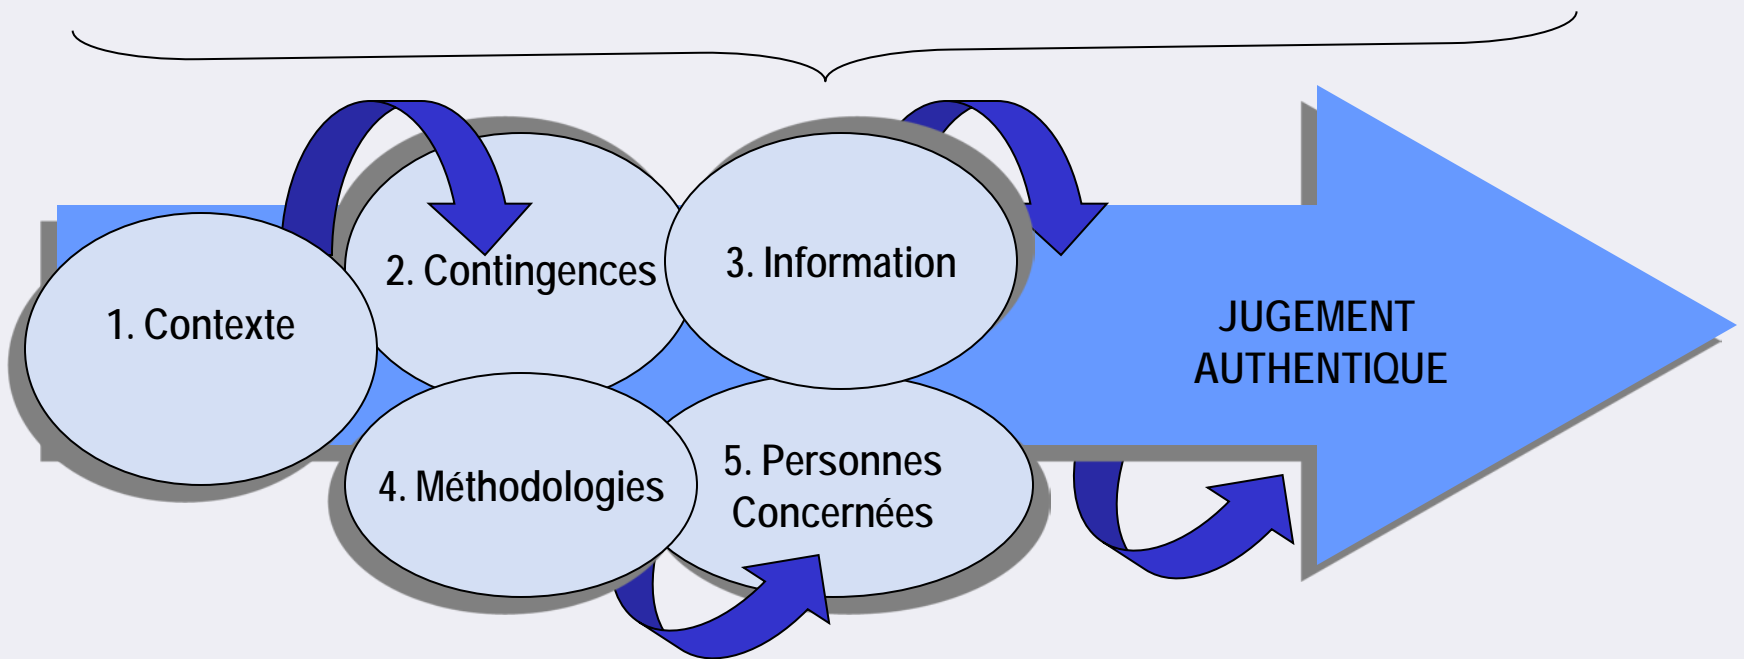 1. Contexte
2. Contingences
3. Information
4. Méthodologies
5. Personnes
Concernées
JUGEMENT
AUTHENTIQUE